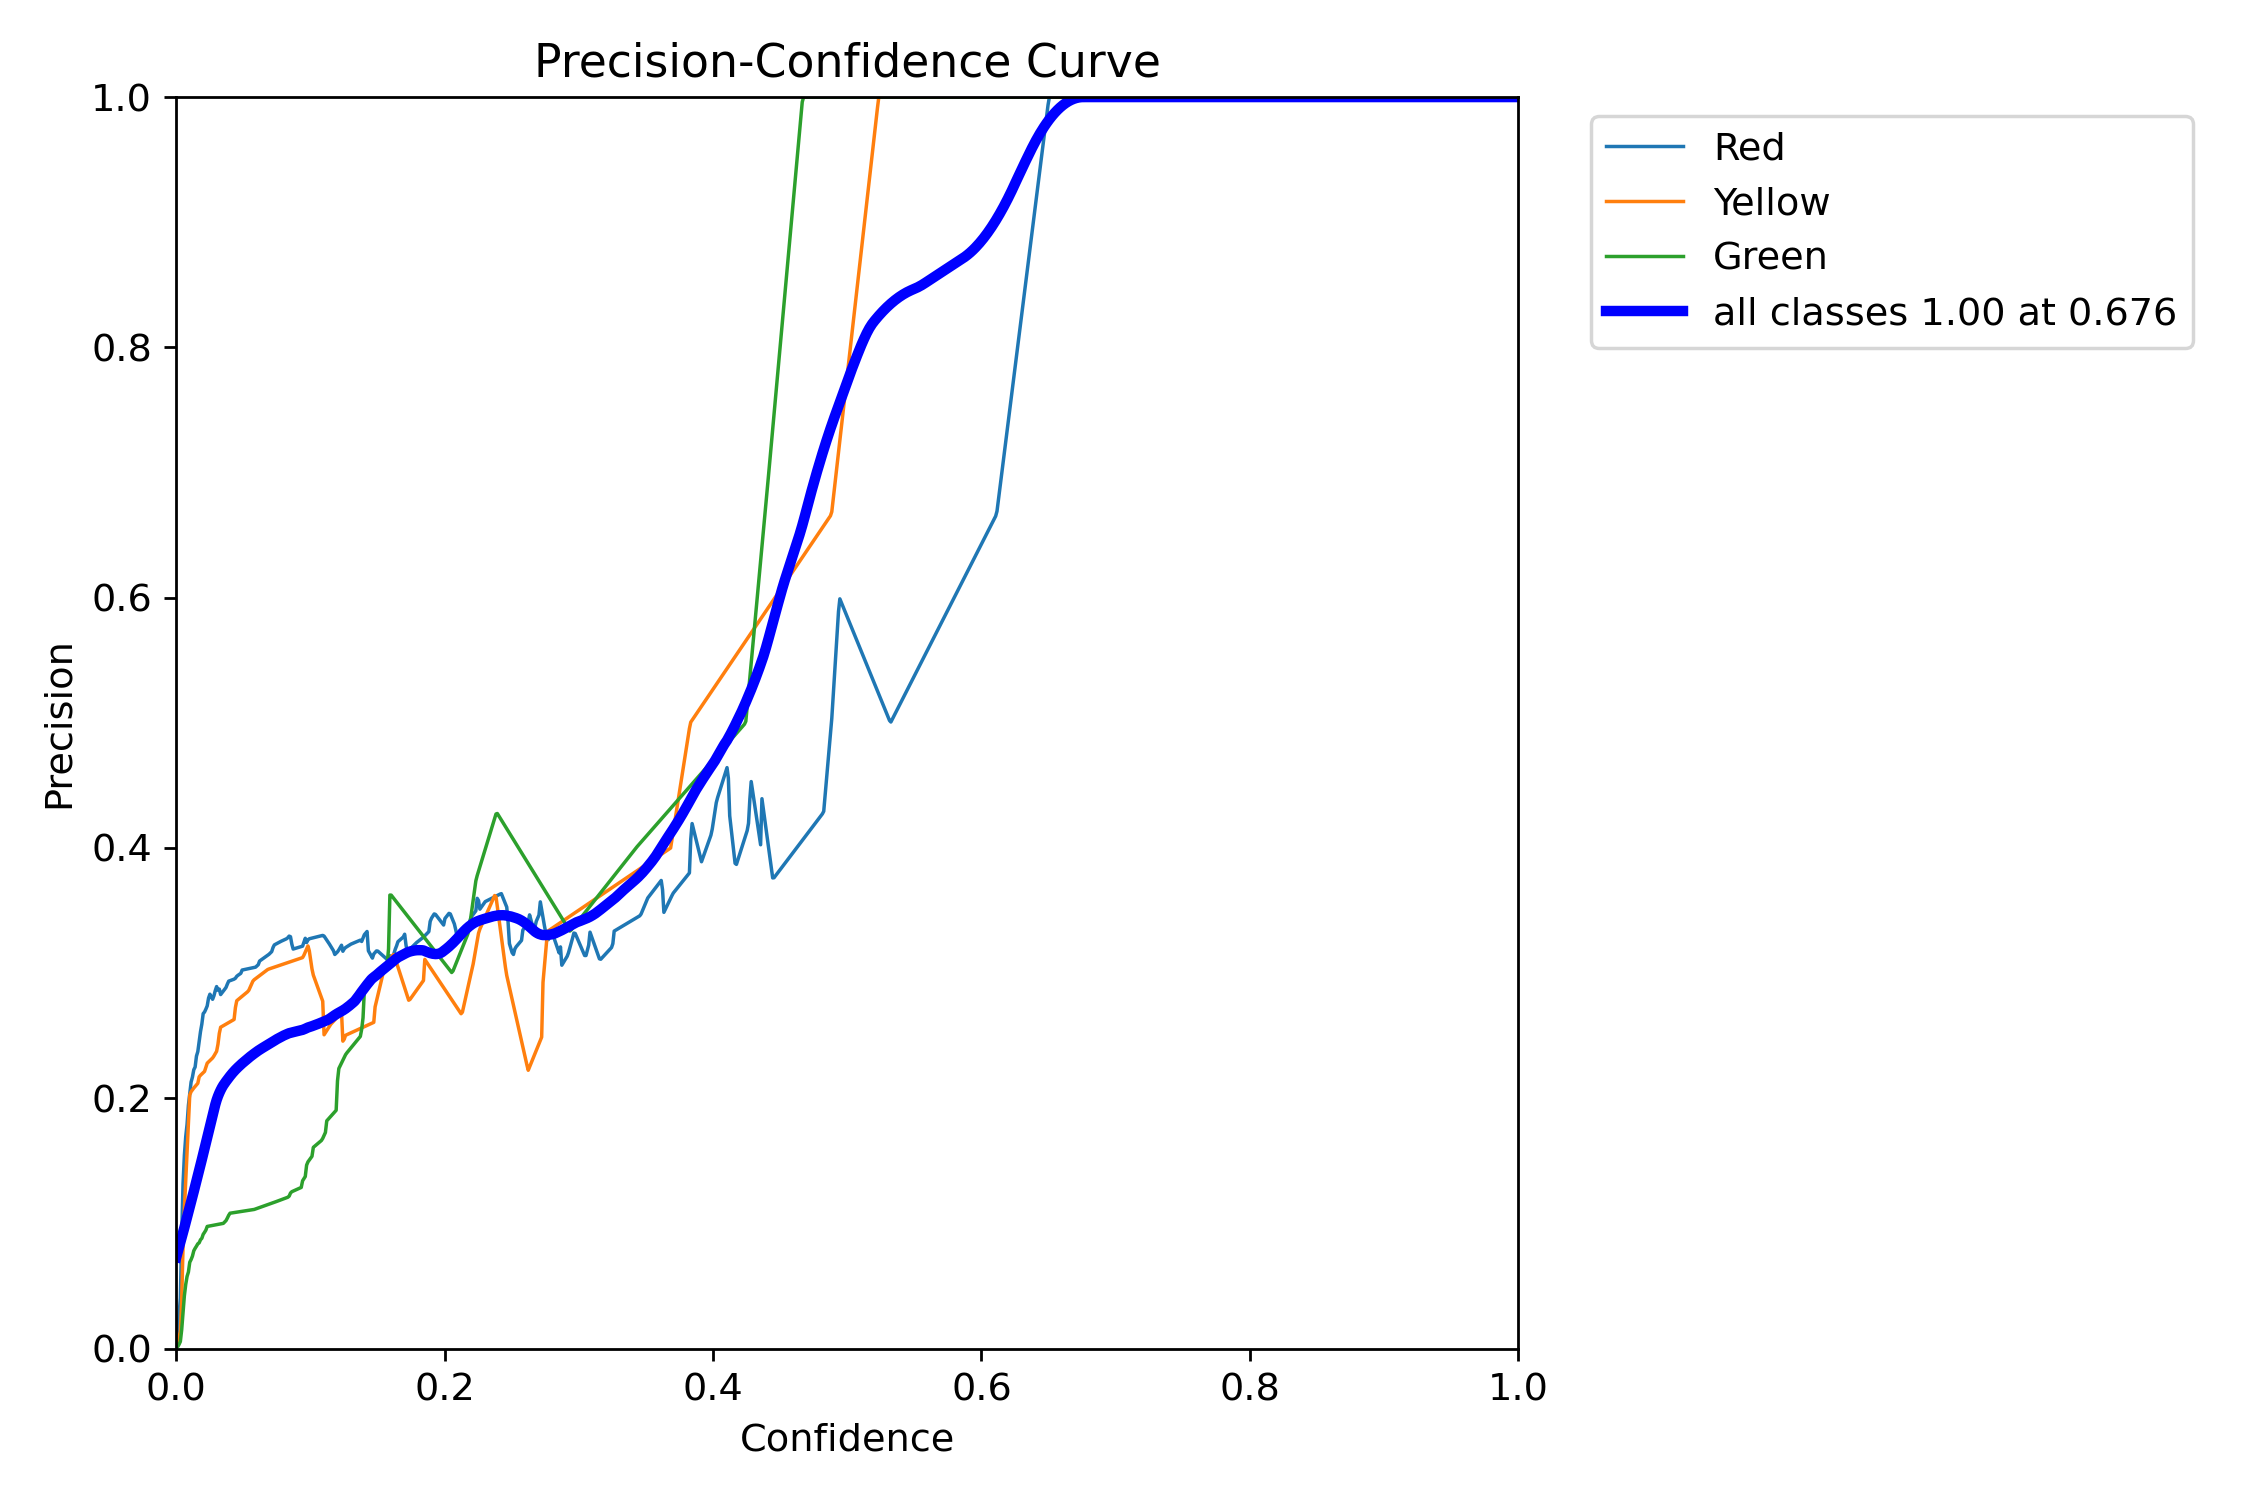 Precision-Confidence Curve
1.0
0.8
0.6
0.4
0.2
0.0
Precision
0.0 0.2 0.4 0.6 0.8 1.0
Confidence
Red
Yellow
Green
all classes 1.00 at 0.676